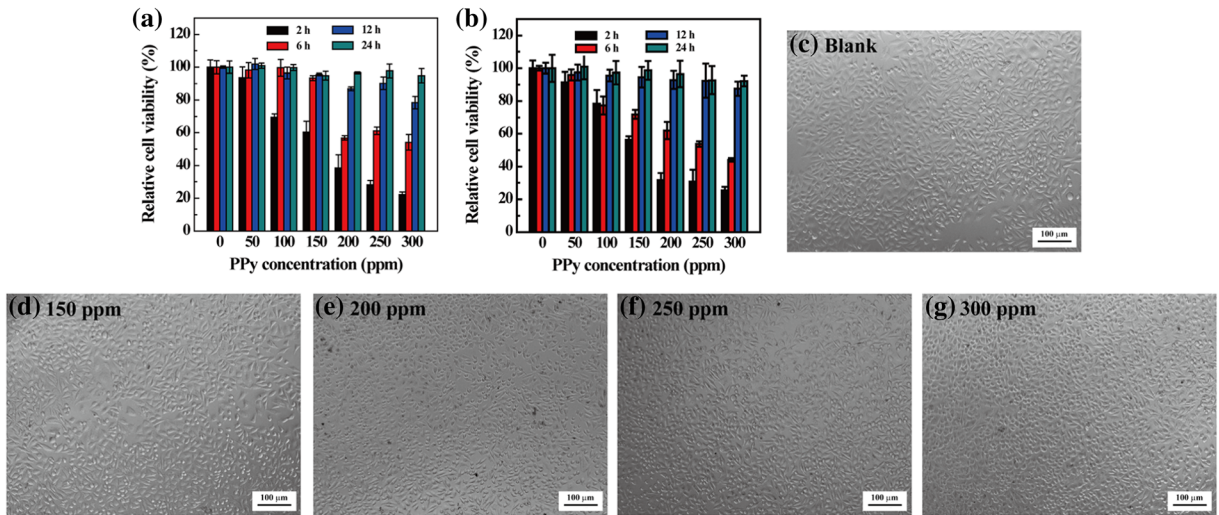 (a)
2 h
12 h
6 h
24 h
Relative cell viability (%)
120
100
80
60
40
20
0
0 50 100 150 200 250 300
PPy concentration (ppm)
(b)
2 h
12 h
6 h
24 h
Relative cell viability (%)
120
100
80
60
40
20
0
0 50 100 150 200 250 300
PPy concentration (ppm)
(c) Blank
100 μm
(d) 150 ppm
100 μm
(e) 200 ppm
100 μm
(f) 250 ppm
100 μm
(g) 300 ppm
100 μm